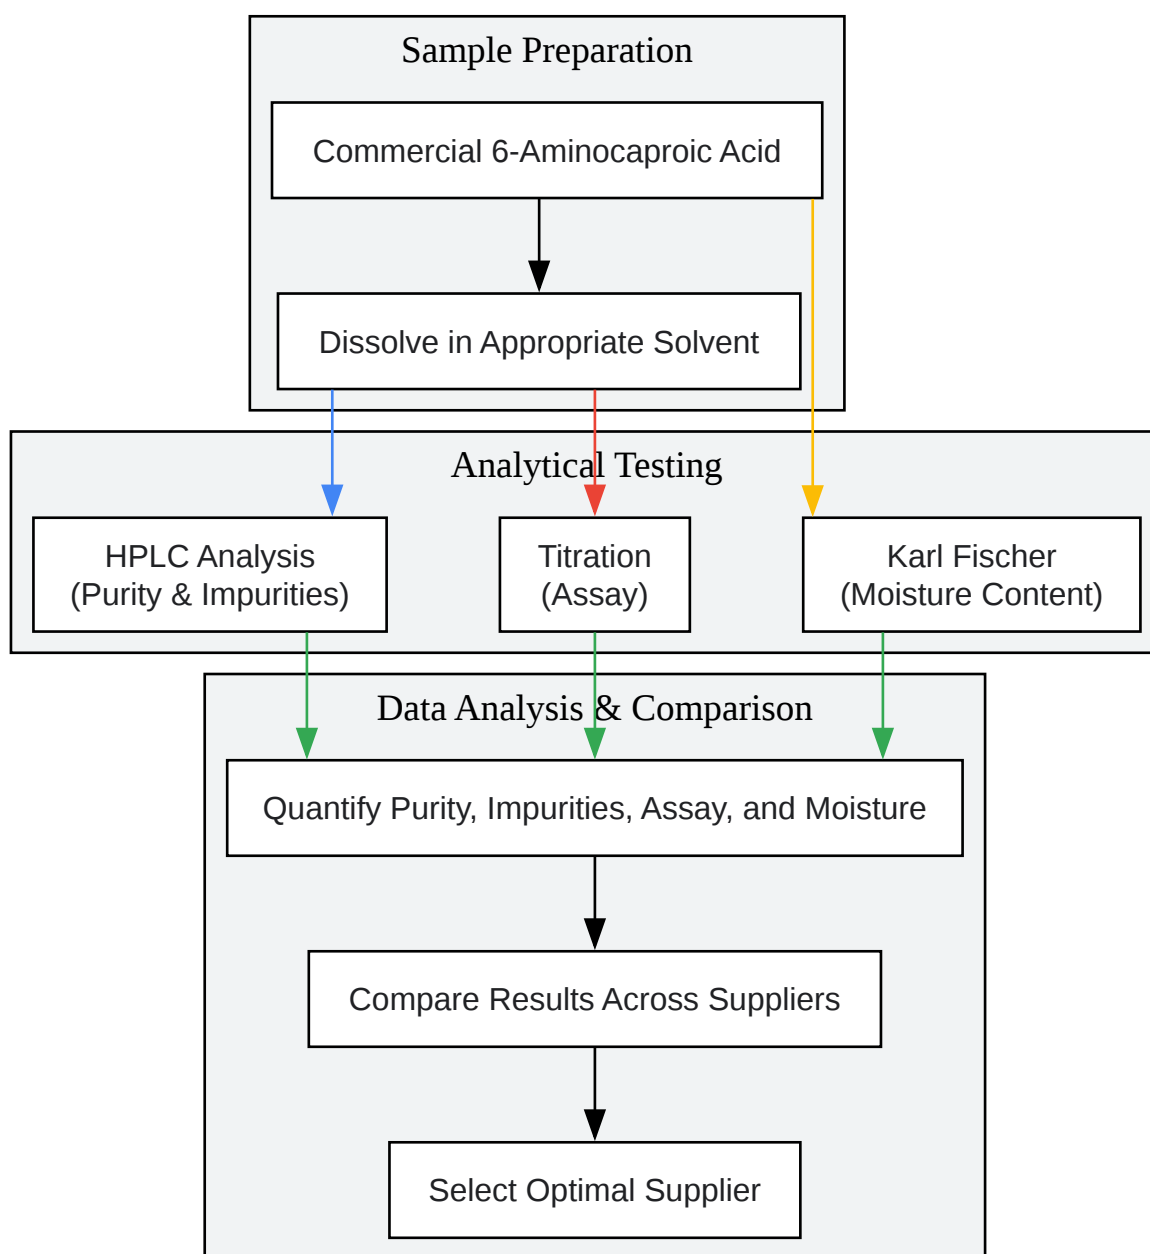 Sample Preparation
Commercial 6-Aminocaproic Acid
Dissolve in Appropriate Solvent
Analytical Testing
HPLC Analysis
(Purity & Impurities)
Titration
(Assay)
Karl Fischer
(Moisture Content)
Data Analysis & Comparison
Quantify Purity, Impurities, Assay, and Moisture
Compare Results Across Suppliers
Select Optimal Supplier